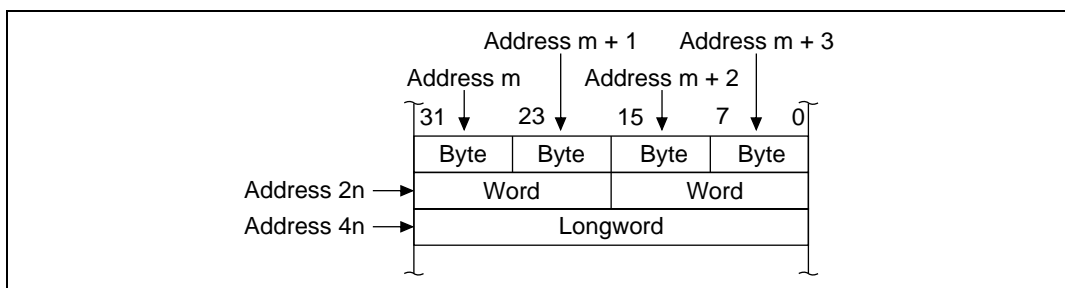 Address m + 1 Address m + 3
Address m Address m + 2
31 23 15 7 0
Byte Byte Byte Byte
Address 2n Word Word
Address 4n Longword